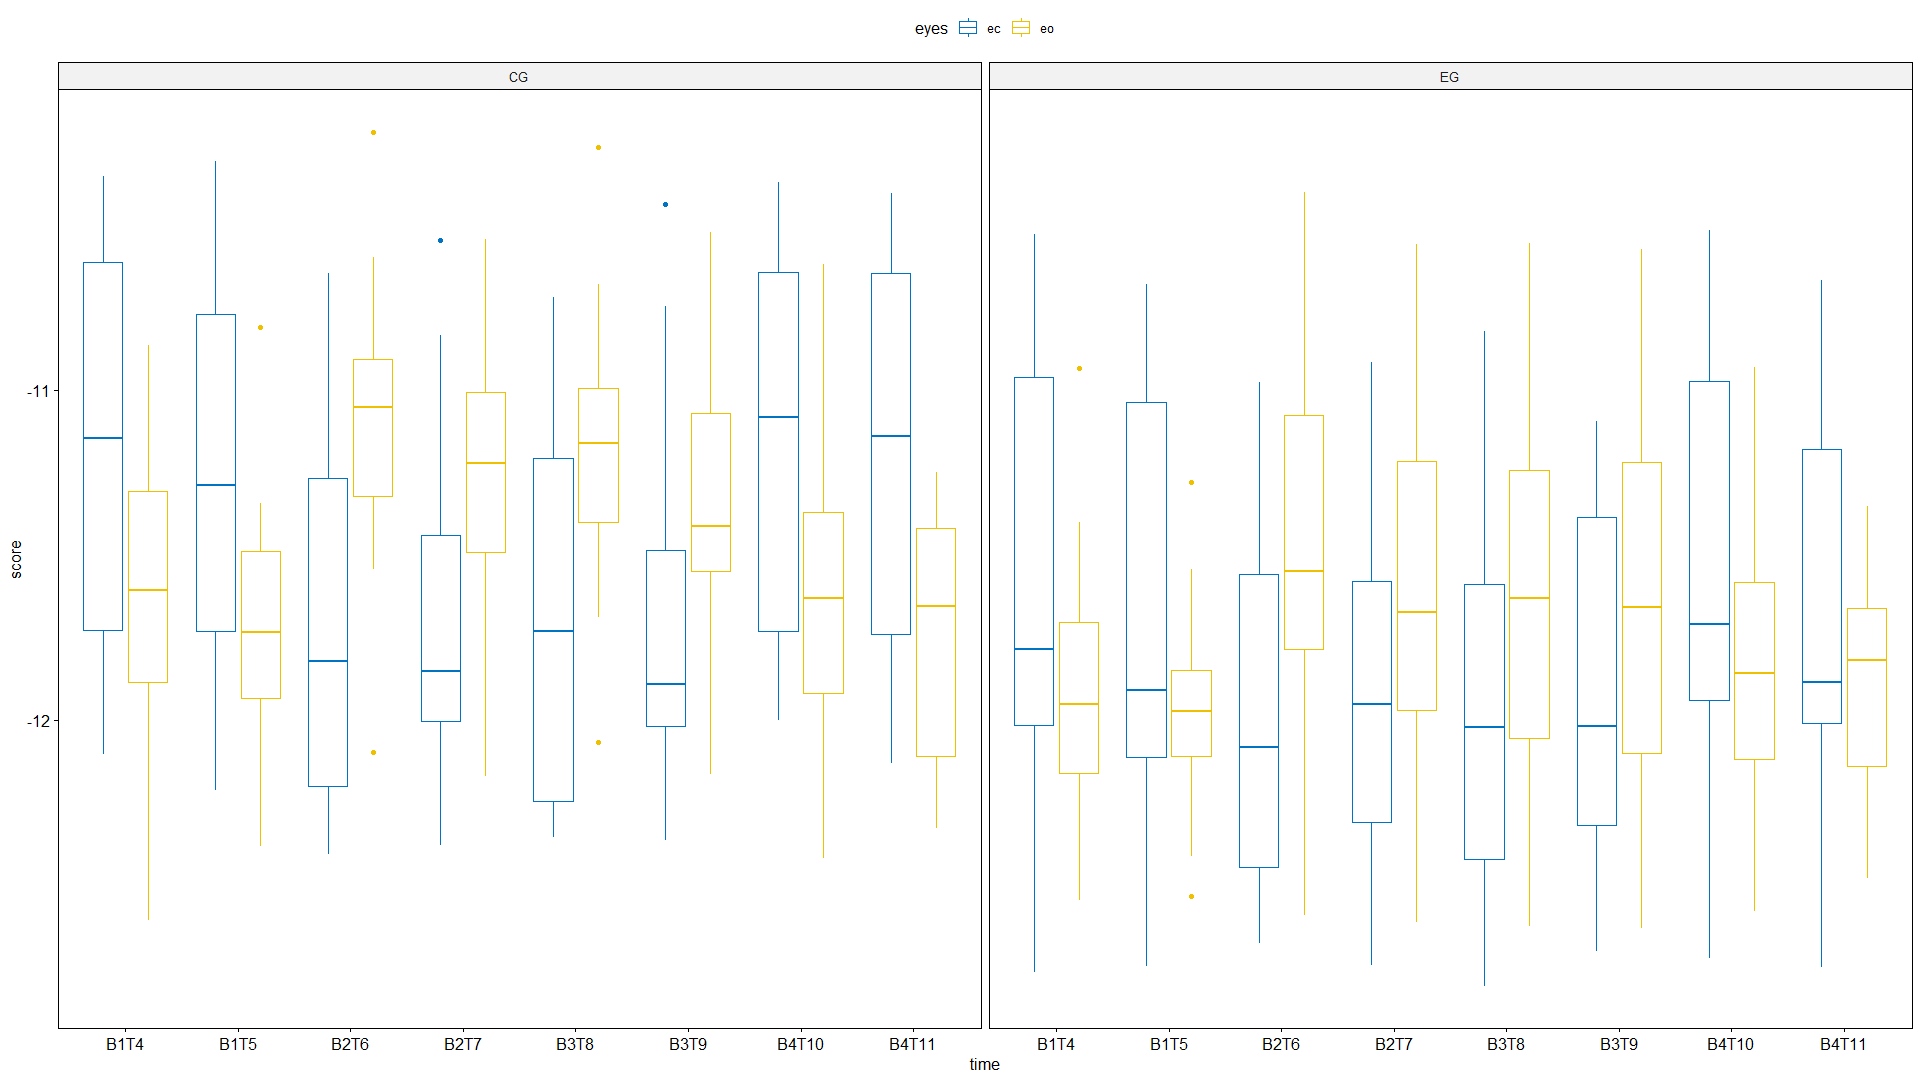 eyes ec eo
CG EG
-11
-12
score
B1T4 B1T5 B2T6 B2T7 B3T8 B3T9 B4T10 B4T11 B1T4 B1T5 B2T6 B2T7 B3T8 B3T9 B4T10 B4T11
time